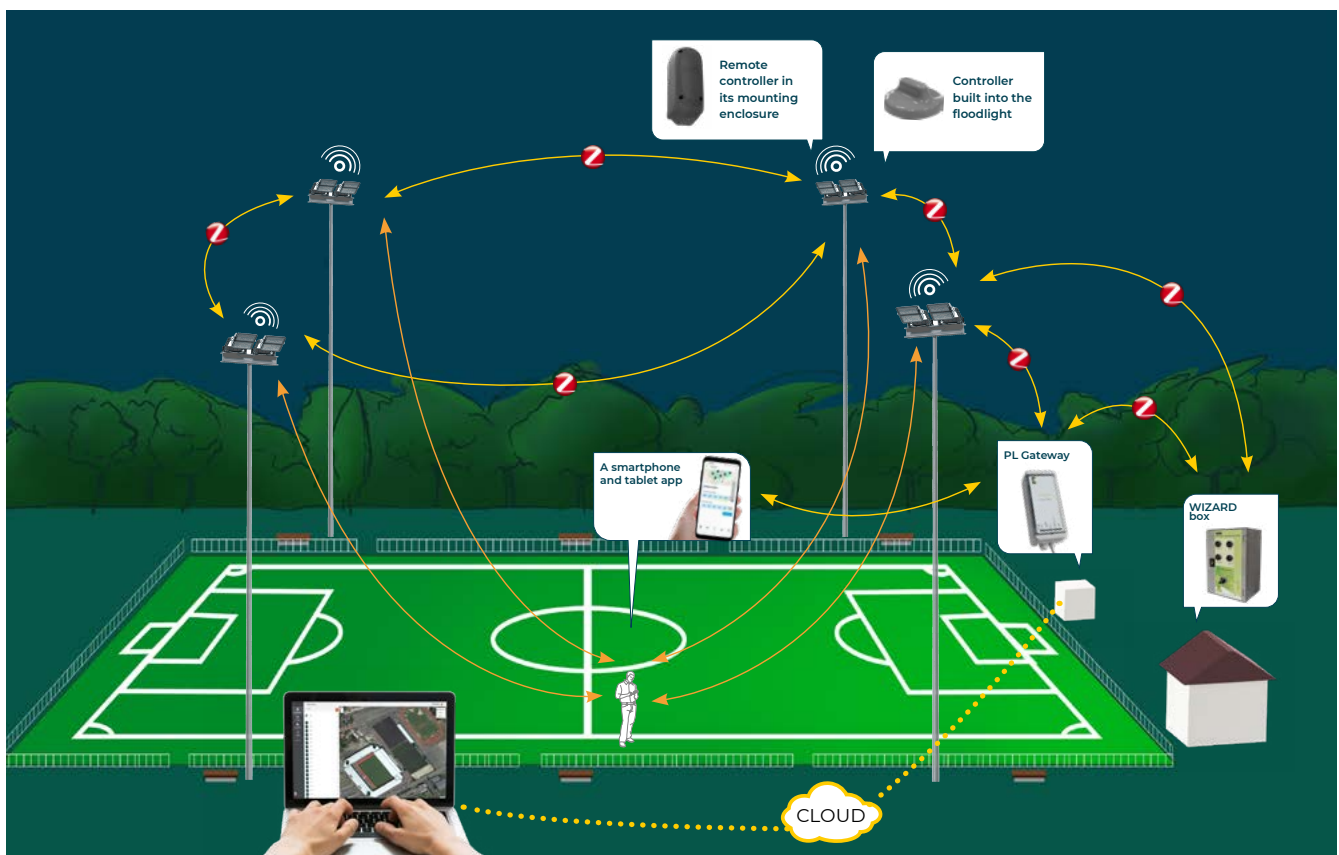 Remote
controller in
its mounting
enclosure
Controller
built into the
floodlight
A smartphone
and tablet app
PL Gateway
WIZARD
box
CLOUD